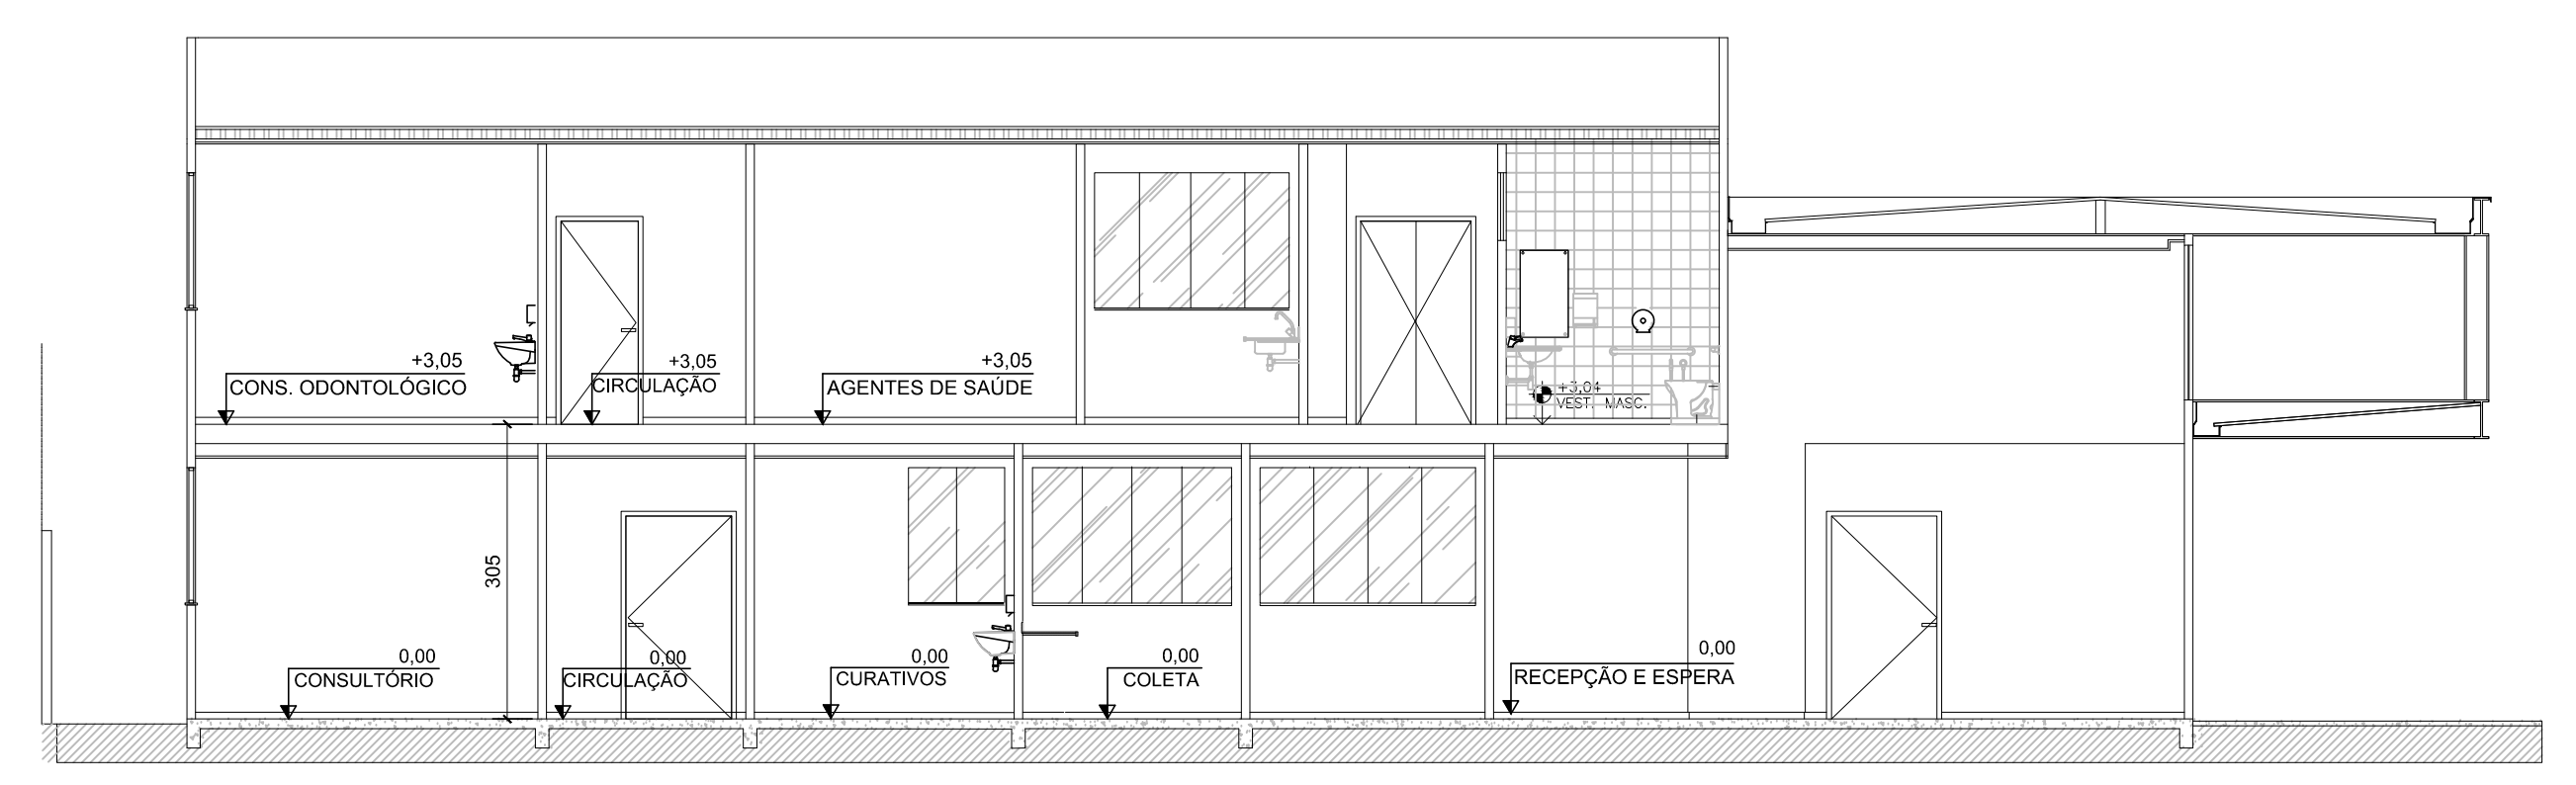 +3,05
CONS. ODONTOLÓGICO
+3,05
CIRCULAÇÃO
+3,05
AGENTES DE SAÚDE
+3,04
VEST. MASC.
305
0,00
CONSULTÓRIO
0,00
CIRCULAÇÃO
0,00
CURATIVOS
0,00
COLETA
0,00
RECEPÇÃO E ESPERA